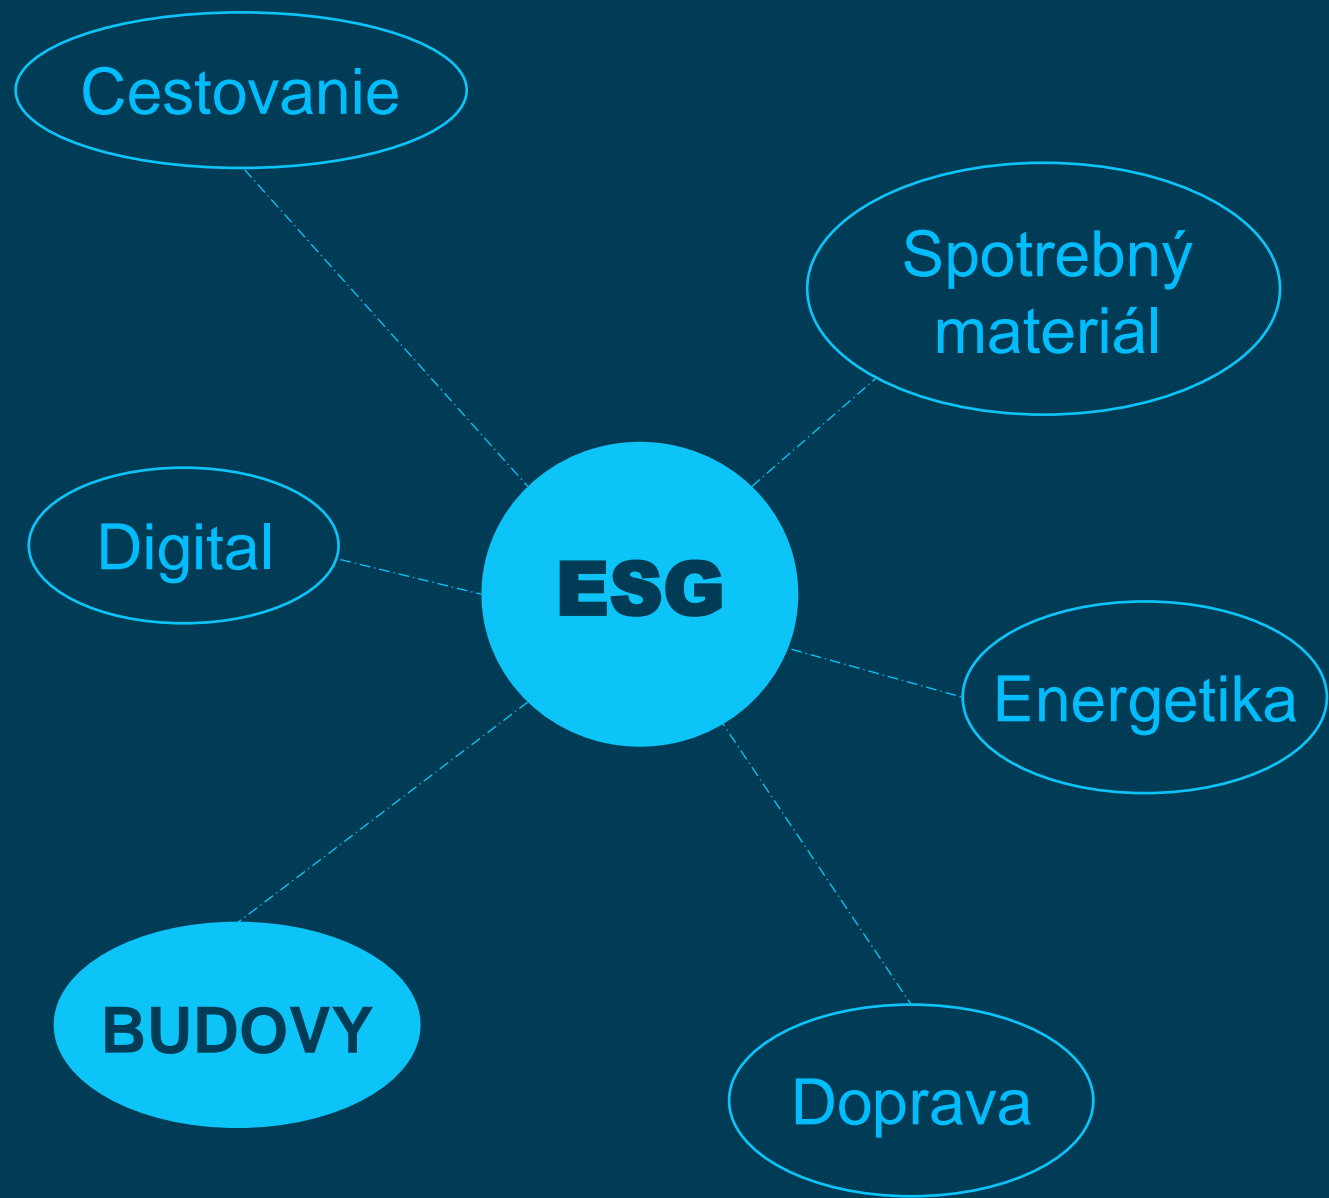 Cestovanie
Spotrebný
materiál
Digital
ESG
Energetika
BUDOVY
Doprava